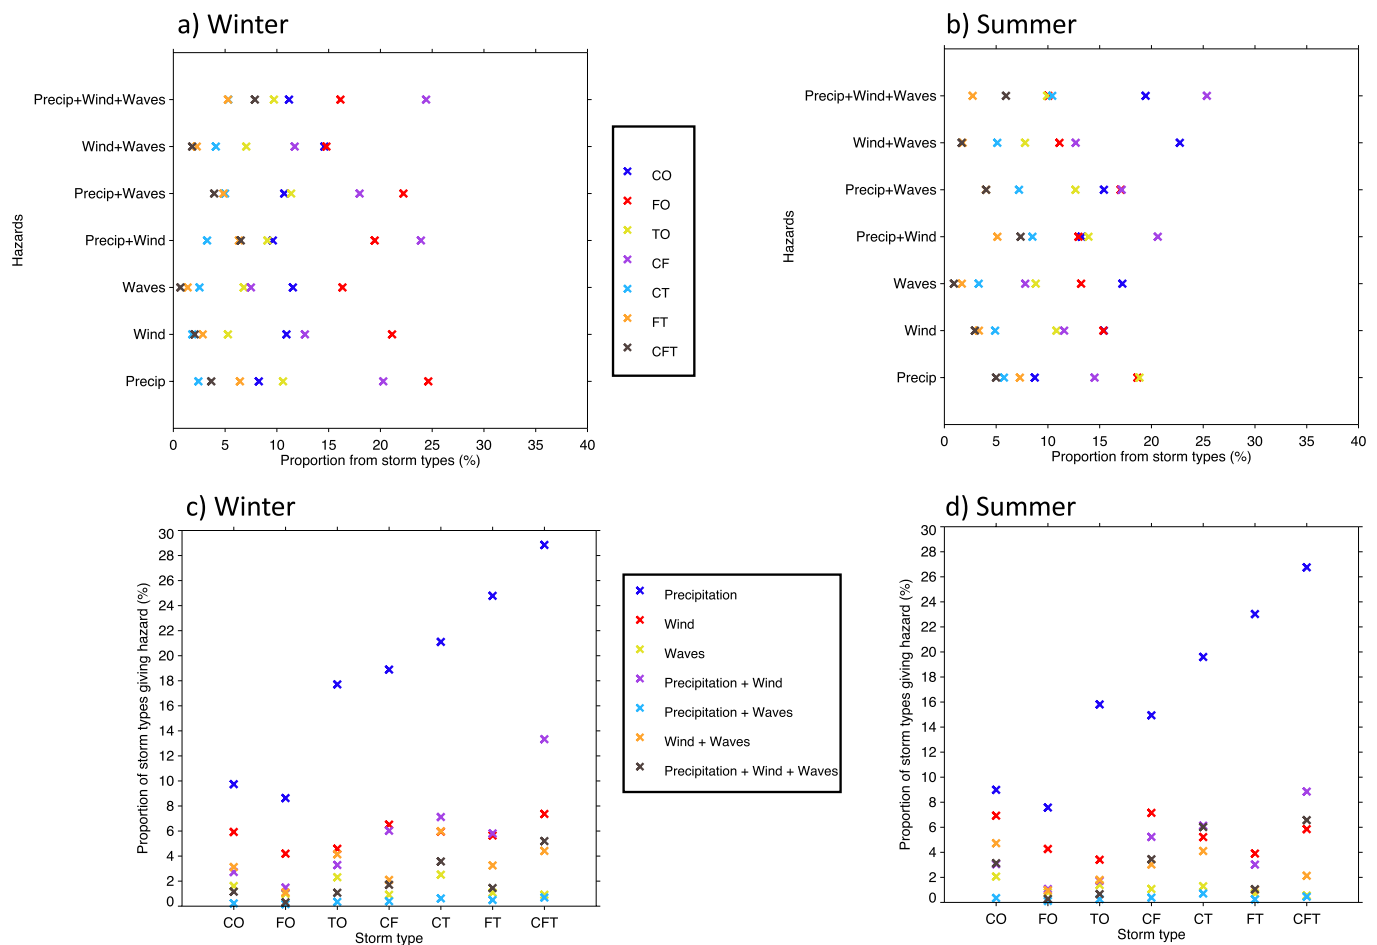 a) Winter
b) Summer
Hazards
Precip+Wind+Waves
Wind+Waves
Precip+Waves
Precip+Wind
Waves
Wind
Precip
0 5 10 15 20 25 30 35 40
Proportion from storm types (%)
CO
FO
TO
CF
CT
FT
CFT
Hazards
Precip+Wind+Waves
Wind+Waves
Precip+Waves
Precip+Wind
Waves
Wind
Precip
0 5 10 15 20 25 30 35 40
Proportion from storm types (%)
c) Winter
d) Summer
Proportion of storm types giving hazard (%)
30
28
26
24
22
20
18
16
14
12
10
8
6
4
2
0
CO FO TO CF CT FT CFT
Storm type
Precipitation
Wind
Waves
Precipitation + Wind
Precipitation + Waves
Wind + Waves
Precipitation + Wind + Waves
Proportion of storm types giving hazard (%)
30
28
26
24
22
20
18
16
14
12
10
8
6
4
2
0
CO FO TO CF CT FT CFT
Storm type